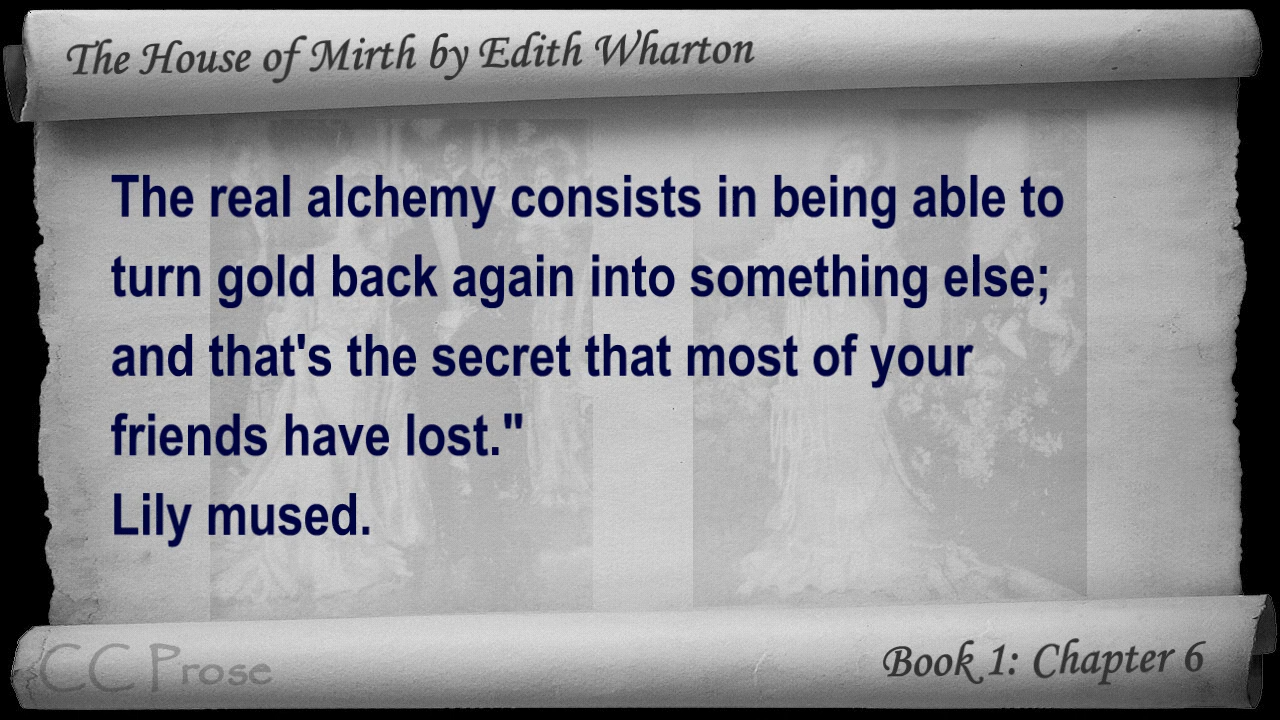 The House of Mirth by Edith Wharton
The real alchemy consists in being able to
turn gold back again into something else;
and that's the secret that most of your
friends have lost."
Lily mused.
CC Prose
Book 1: Chapter 6